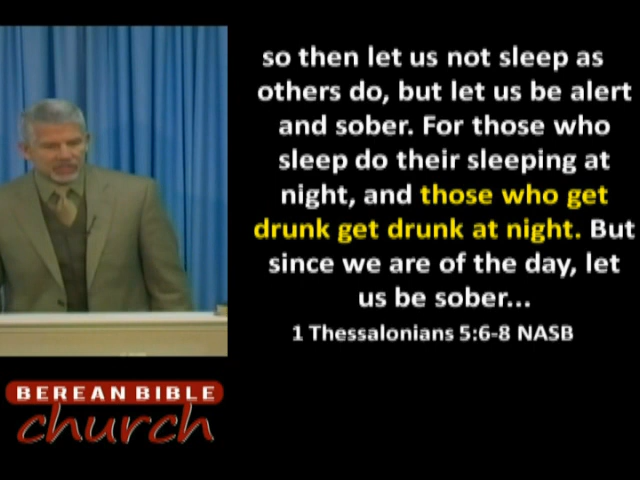 so then let us not sleep as
others do, but let us be alert
and sober. For those who
sleep do their sleeping at
night, and those who get
drunk get drunk at night. But
since we are of the day, let
us be sober...
1 Thessalonians 5:6-8 NASB
BEREAN BIBLE
church